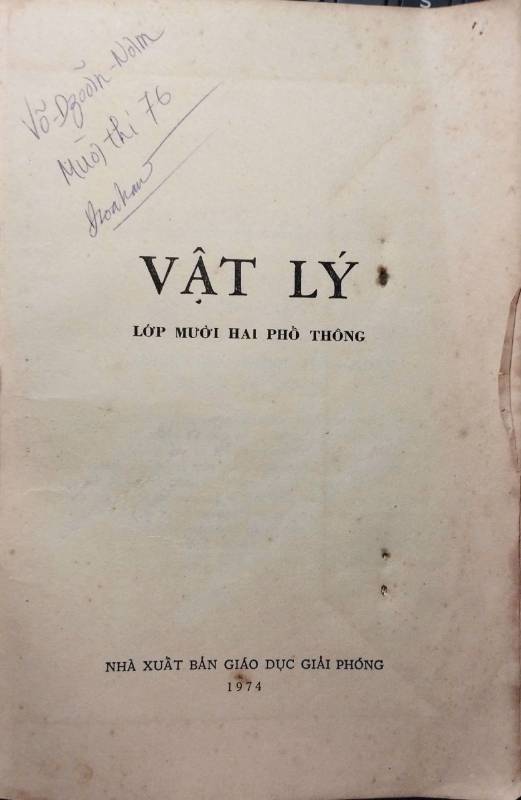 Võ-Dzoãn-Nam
Mười thi 76
VẬT LÝ
LỚP MƯỜI HAI PHỔ THÔNG
NHÀ XUẤT BẢN GIÁO DỤC GIẢI PHÓNG
1974